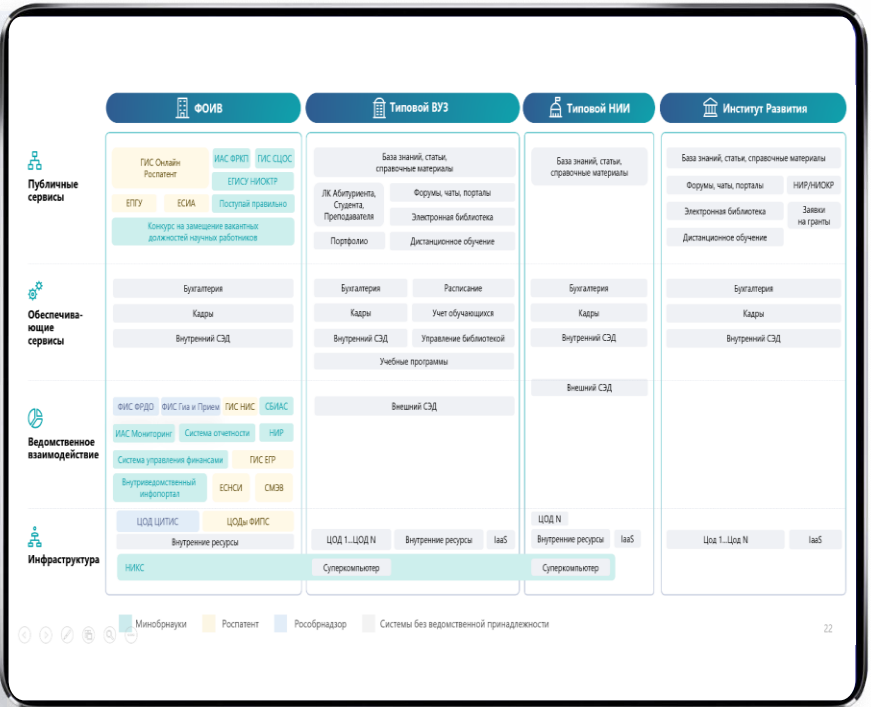 ФОИВ
Типовой ВУЗ
Типовой НИИ
Институт Развития
Публичные
сервисы
ГИС Онлайн
Роспатент
ИАС ФРКП
ГИС СЦОС
ЕГИСУ НИОКТР
ЕПГУ
ЕСИА
Поступай правильно
Конкурс на замещение вакантных
должностей научных работников
База знаний, статьи,
справочные материалы
ЛК Абитуриента,
Студента,
Преподавателя
Форумы, чаты, порталы
Электронная библиотека
Портфолио
Дистанционное обучение
База знаний, статьи,
справочные материалы
База знаний, статьи, справочные материалы
Форумы, чаты, порталы
НИР/НИОКР
Электронная библиотека
Заявки
на гранты
Дистанционное обучение
Обеспечива-
ющие
сервисы
Бухгалтерия
Кадры
Внутренний СЭД
Бухгалтерия
Расписание
Кадры
Учет обучающихся
Внутренний СЭД
Управление библиотекой
Учебные программы
Бухгалтерия
Кадры
Внутренний СЭД
Бухгалтерия
Кадры
Внутренний СЭД
Ведомственное
взаимодействие
ФИС ФРДО
ФИС Гиа и Прием
ГИС НИС
СБИАС
ИАС Мониторинг
Система отчетности
НИР
Система управления финансами
ГИС ЕГР
Внутриведомственный
инфопортал
ЕСНСИ
СМЭВ
Внешний СЭД
Внешний СЭД
Инфраструктура
ЦОД ЦИТИС
ЦОДы ФИПС
Внутренние ресурсы
НИКС
ЦОД 1...ЦОД N
Внутренние ресурсы
IaaS
Суперкомпьютер
ЦОД N
Внутренние ресурсы
IaaS
Суперкомпьютер
Цод 1...Цод N
IaaS
Минобрнауки
Роспатент
Рособрнадзор
Системы без ведомственной принадлежности
22